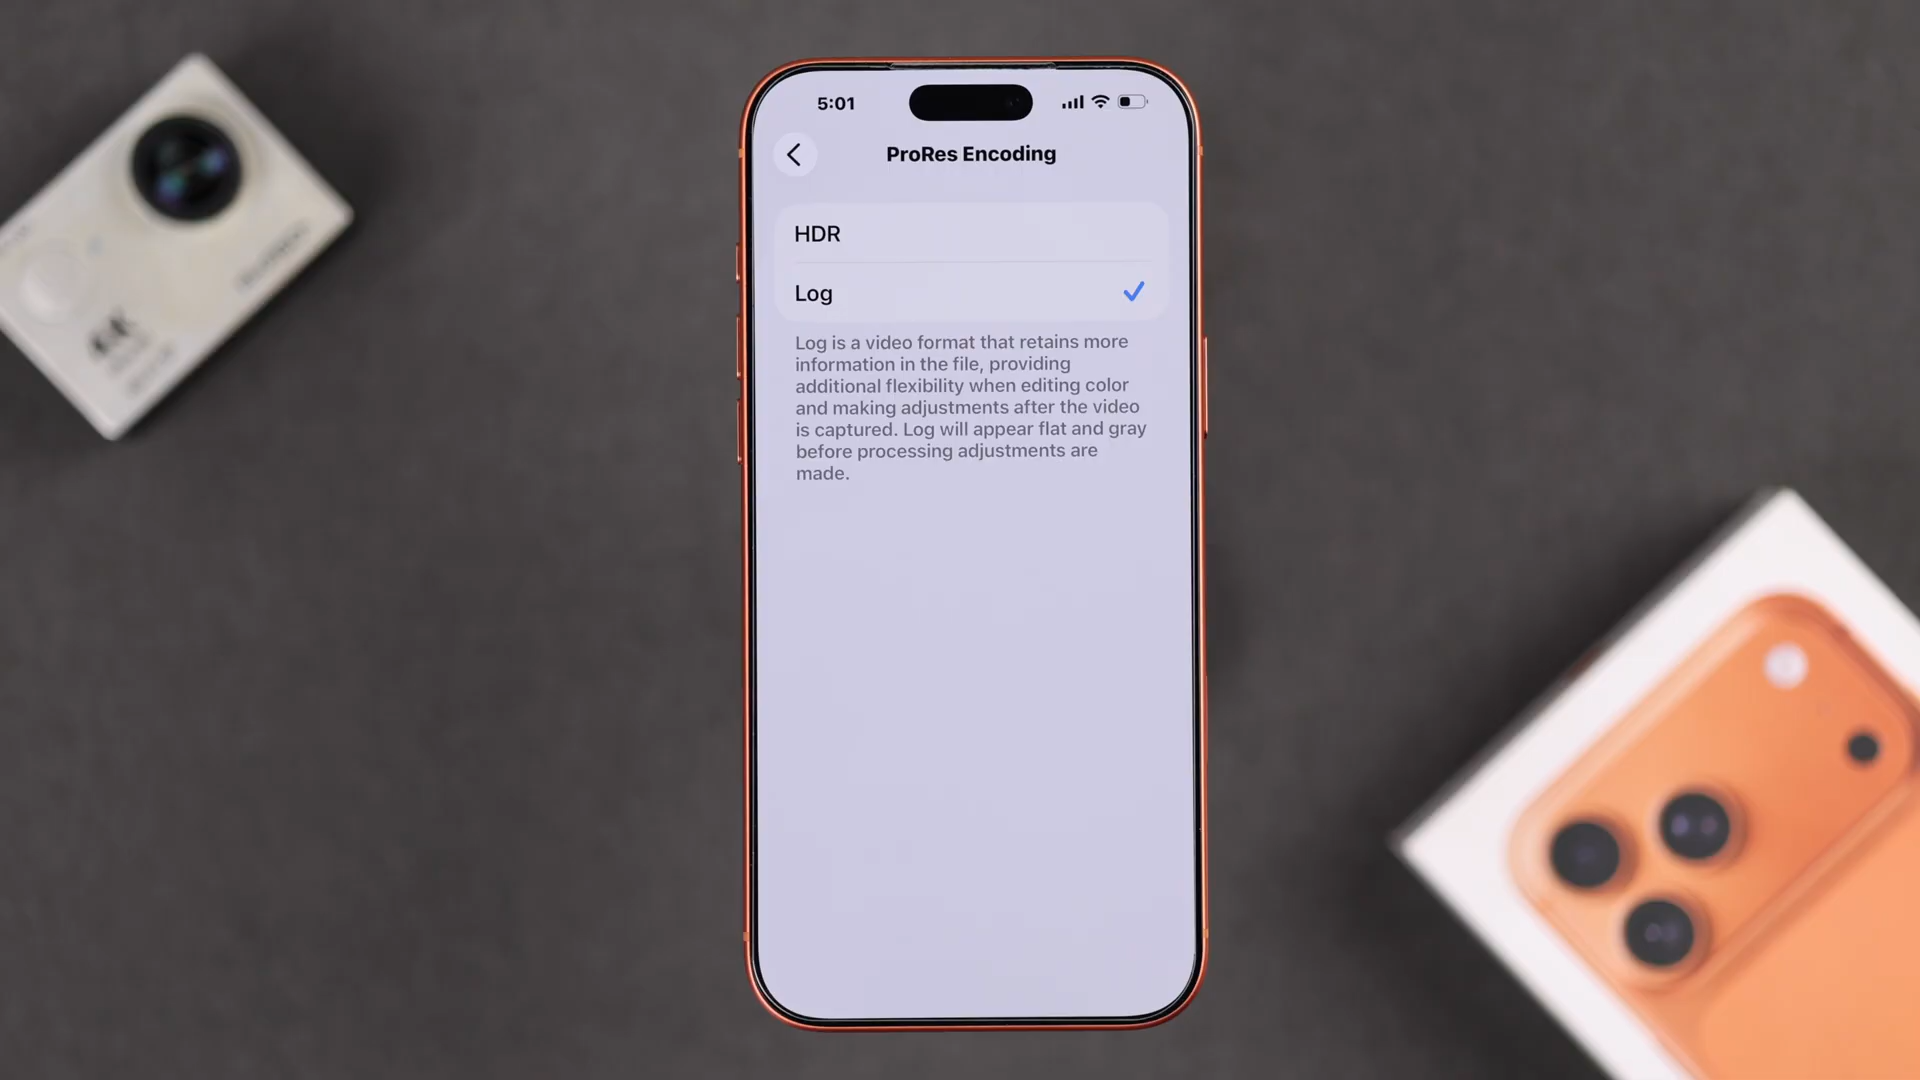 5:01
ProRes Encoding
HDR
Log
Log is a video format that retains more
information in the file, providing
additional flexibility when editing color
and making adjustments after the video
is captured. Log will appear flat and gray
before processing adjustments are
made.
4K